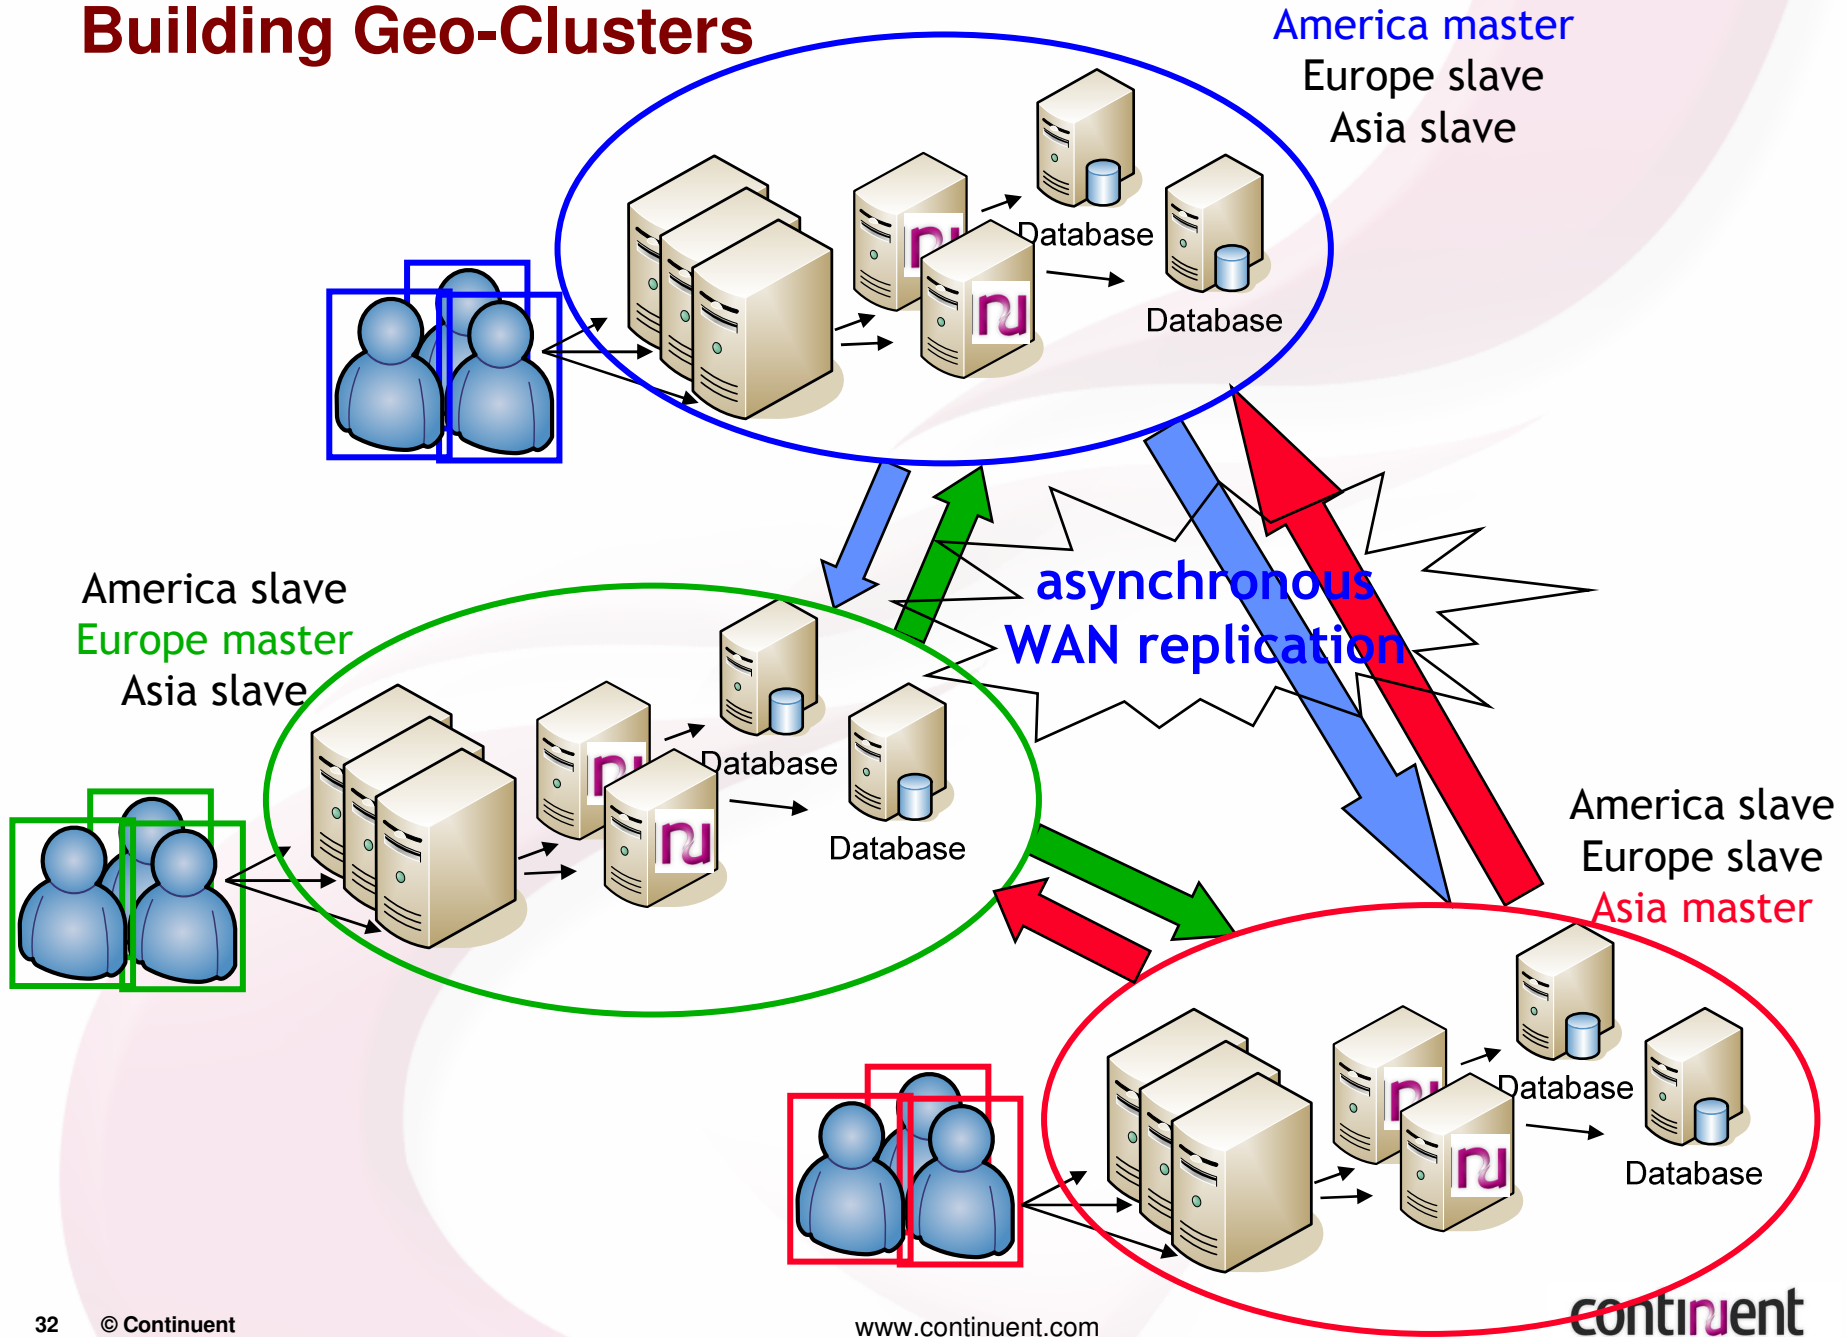 Building Geo-Clusters
America master
Europe slave
Asia slave
Database
Database
asynchronous
WAN replication
America slave
Europe master
Asia slave
Database
Database
America slave
Europe slave
Asia master
Database
Database
32 © Continuent
www.continuent.com
continuent